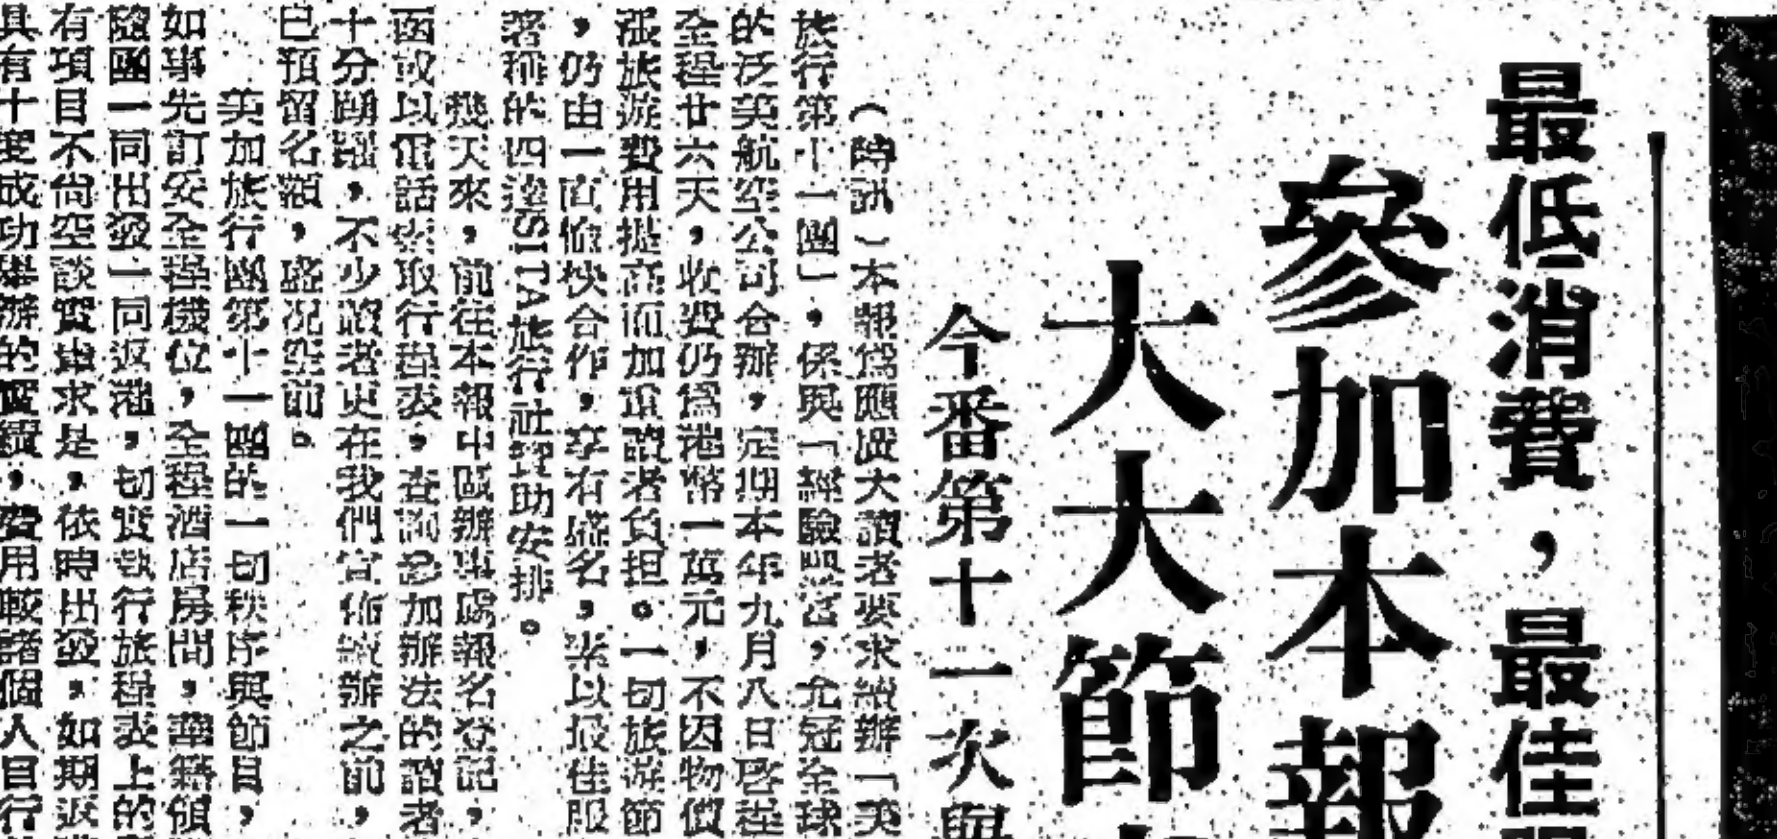 最低消費，最佳
參加本報
大大節
今番第十一次與
（時訊）本報為應廣大讀者要求續辦「美
旅行第十一團」，係與「經驗豐富，允冠全球
的泛美航空公司合辦，定期本年九月八日啓程
全程廿六天，收費仍為港幣一萬元，不因物價
漲旅游費用提高而加重讀者負担。一切旅游節
，仍由一直愉快合作，享有盛名，素以最佳服
著稱的四達SITA旅行社贊助安排。
幾天來，前往本報中區辦事處報名登記，
函或以電話索取行程表，查詢參加辦法的讀者
十分踴躍，不少讀者更在我們宣佈續辦之前，
已預留名額，盛况空前。
美加旅行團第十一團的一切秩序與節目，
如事先訂妥全程機位，全程酒店房間，華籍領
隨團一同出發一同返港，切實執行旅程表上的
有項目不尚空談實事求是，依時出發，如期返
具有十度成功舉辦的實績，費用較諸個人自行